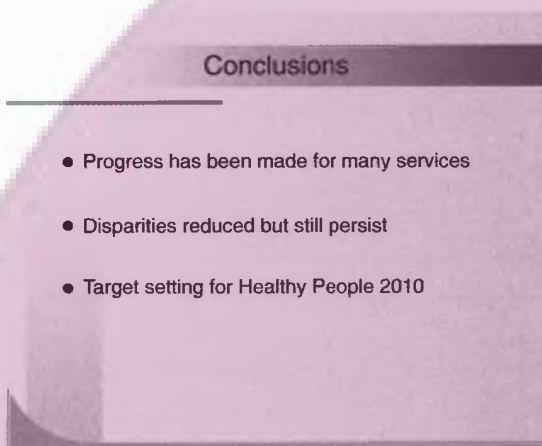 Conclusions
• Progress has been made for many services
• Disparities reduced but still persist
• Target setting for Healthy People 2010